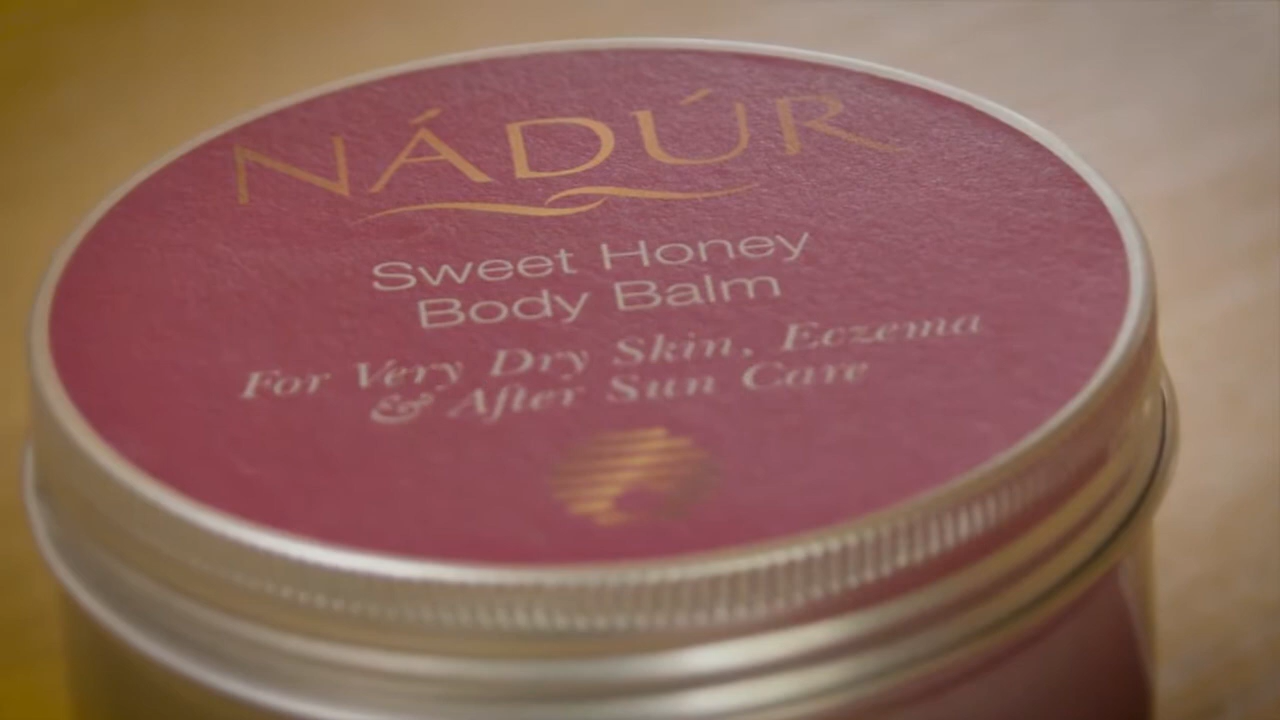 NÁDÚR
Sweet Honey
Body Balm
For Very Dry Skin, Eczema
& After Sun Care